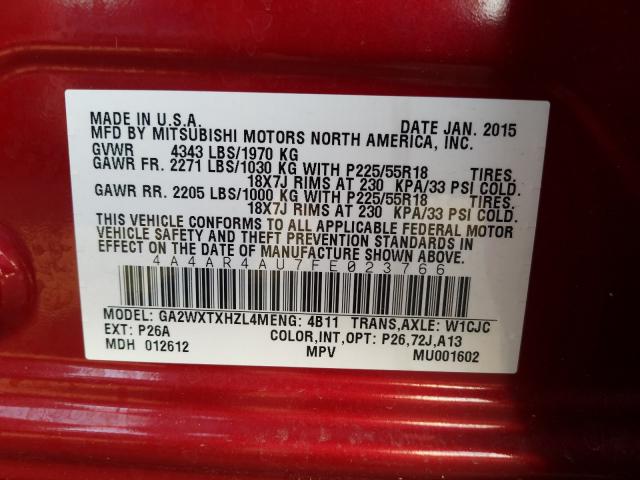 MADE IN U.S.A. DATE JAN. 2015
MFD BY MITSUBISHI MOTORS NORTH AMERICA, INC.
GVWR 4343 LBS/1970 KG
GAWR FR. 2271 LBS/1030 KG WITH P225/55R18 TIRES.
18X7J RIMS AT 230 KPA/33 PSI COLD.
GAWR RR. 2205 LBS/1000 KG WITH P225/55R18 TIRES.
18X7J RIMS AT 230 KPA/33 PSI COLD.
THIS VEHICLE CONFORMS TO ALL APPLICABLE FEDERAL MOTOR
VEHICLE SAFETY AND THEFT PREVENTION STANDARDS IN
EFFECT ON THE DATE OF MANUFACTURE SHOWN ABOVE.
4A4AR4AU7FE023766
MODEL: GA2WXTXHZL4MENG: 4B11 TRANS,AXLE: W1CJC
EXT: P26A COLOR,INT,OPT: P26,72J,A13
MDH 012612 MPV MU001602